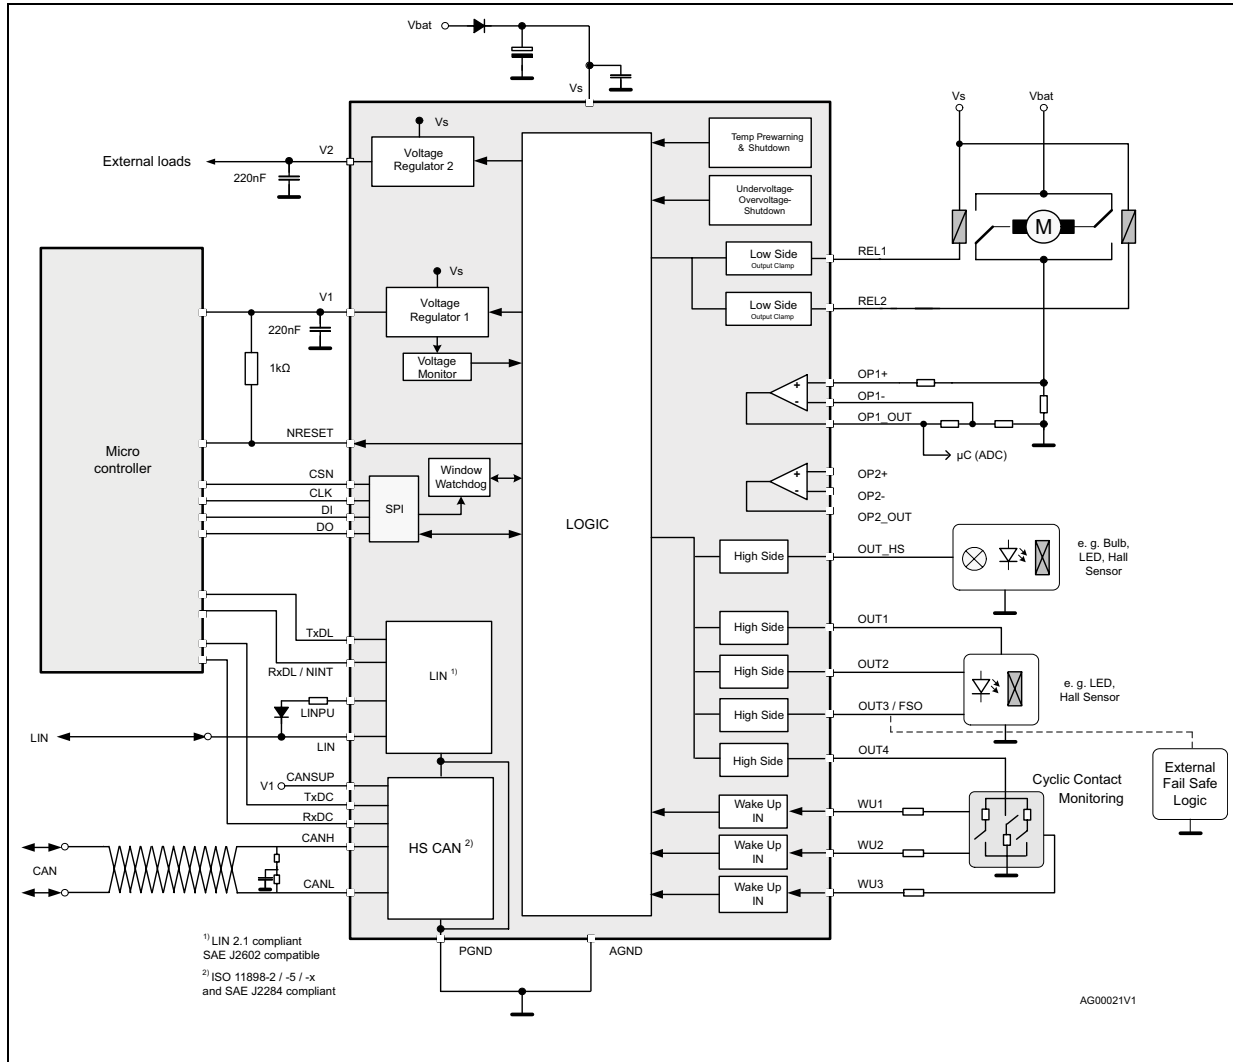 Vbat
Vs
Vs
Vbat
Vs
Temp Prewarning
& Shutdown
V2
Voltage
Regulator 2
External loads
220nF
Undervoltage-
Overvoltage-
Shutdown
M
Low Side
Output Clamp
REL1
Vs
V1
Voltage
Regulator 1
Low Side
Output Clamp
REL2
220nF
1kΩ
Voltage
Monitor
+
-
OP1+
OP1-
OP1_OUT
µC (ADC)
Micro
controller
NRESET
CSN
CLK
DI
DO
SPI
Window
Watchdog
LOGIC
+
-
OP2+
OP2-
OP2_OUT
High Side
OUT_HS
e. g. Bulb,
LED, Hall
Sensor
TxDL
RxDL / NINT
LIN 1)
LINPU
LIN
LIN
High Side
OUT1
High Side
OUT2
High Side
OUT3 / FSO
High Side
OUT4
e. g. LED,
Hall Sensor
External
Fail Safe
Logic
Cyclic Contact
Monitoring
V1
CANSUP
TxDC
RxDC
CANH
CAN
CANL
HS CAN 2)
Wake Up
IN
WU1
Wake Up
IN
WU2
Wake Up
IN
WU3
1) LIN 2.1 compliant
SAE J2602 compatible
2) ISO 11898-2 / -5 / -x
and SAE J2284 compliant
PGND
AGND
AG00021V1